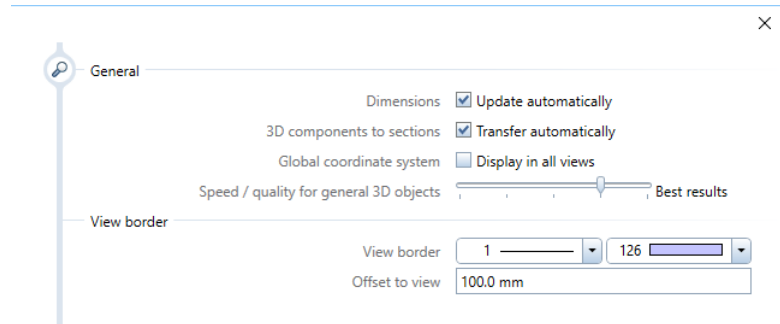 General
Dimensions Update automatically
3D components to sections Transfer automatically
Global coordinate system Display in all views
Speed / quality for general 3D objects Best results
View border
View border 1 126
Offset to view 100.0 mm